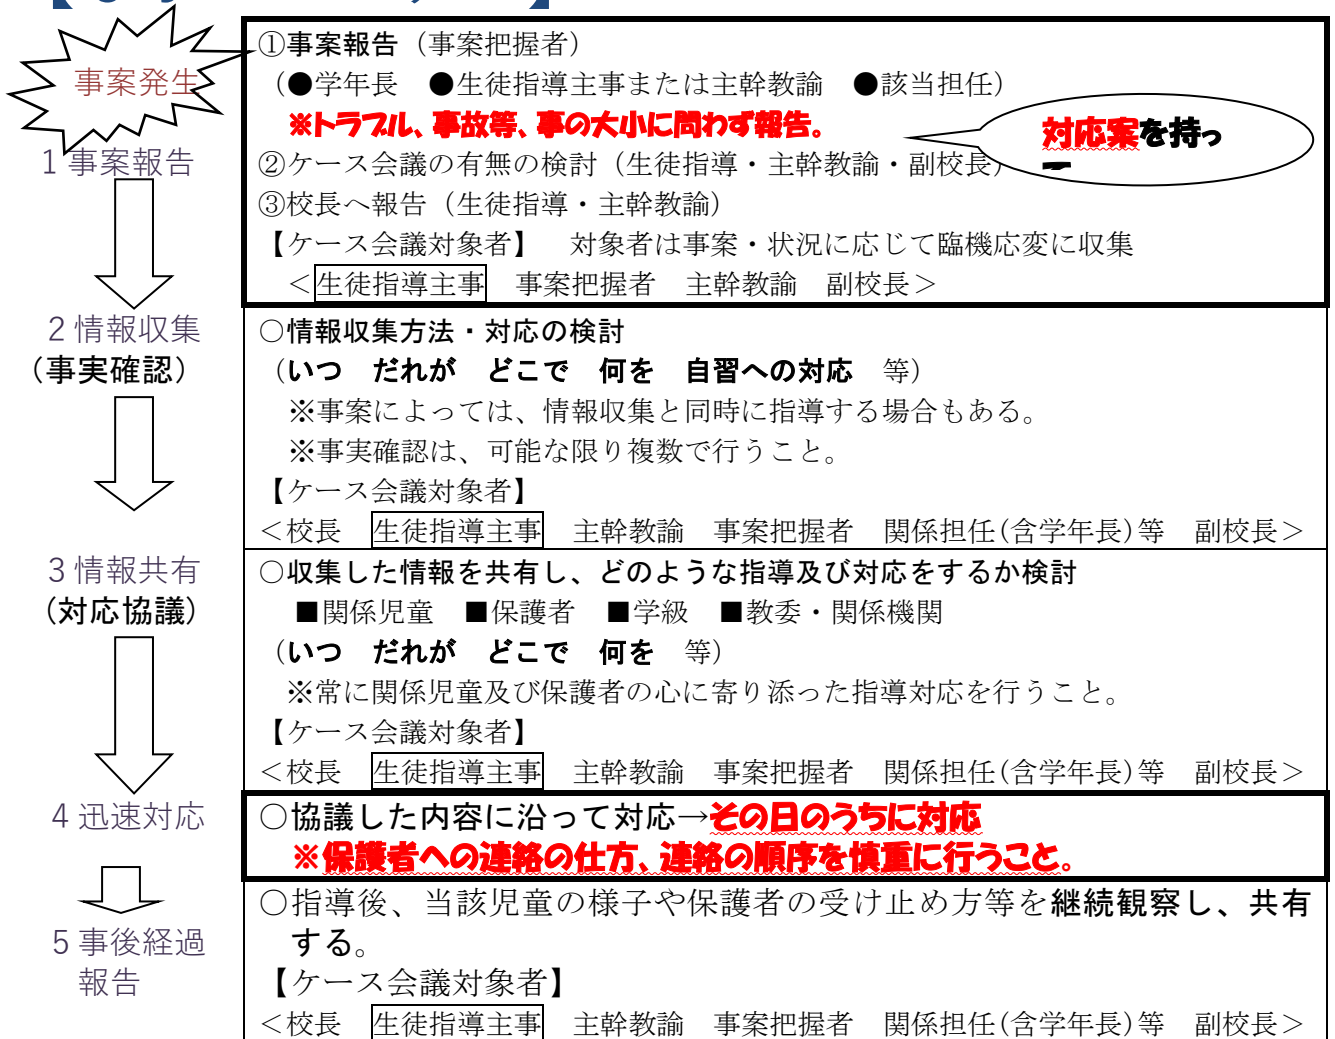 事案発生
1 事案報告
①事案報告（事案把握者）
（●学年長　●生徒指導主事または主幹教諭　●該当担任）
※トラブル、事故等、事の大小に問わず報告。
対応案を持っ
②ケース会議の有無の検討（生徒指導・主幹教諭・副校長）
③校長へ報告（生徒指導・主幹教諭）
【ケース会議対象者】　対象者は事案・状況に応じて臨機応変に収集
＜生徒指導主事　事案把握者　主幹教諭　副校長＞
2 情報収集
（事実確認）
○情報収集方法・対応の検討
（いつ　だれが　どこで　何を　自習への対応　等）
※事案によっては、情報収集と同時に指導する場合もある。
※事実確認は、可能な限り複数で行うこと。
【ケース会議対象者】
＜校長　生徒指導主事　主幹教諭　事案把握者　関係担任(含学年長)等　副校長＞
3 情報共有
（対応協議）
○収集した情報を共有し、どのような指導及び対応をするか検討
■関係児童　■保護者　■学級　■教委・関係機関
（いつ　だれが　どこで　何を　等）
※常に関係児童及び保護者の心に寄り添った指導対応を行うこと。
【ケース会議対象者】
＜校長　生徒指導主事　主幹教諭　事案把握者　関係担任(含学年長)等　副校長＞
4 迅速対応
○協議した内容に沿って対応→その日のうちに対応
※保護者への連絡の仕方、連絡の順序を慎重に行うこと。
5 事後経過
報告
○指導後、当該児童の様子や保護者の受け止め方等を継続観察し、共有
する。
【ケース会議対象者】
＜校長　生徒指導主事　主幹教諭　事案把握者　関係担任(含学年長)等　副校長＞